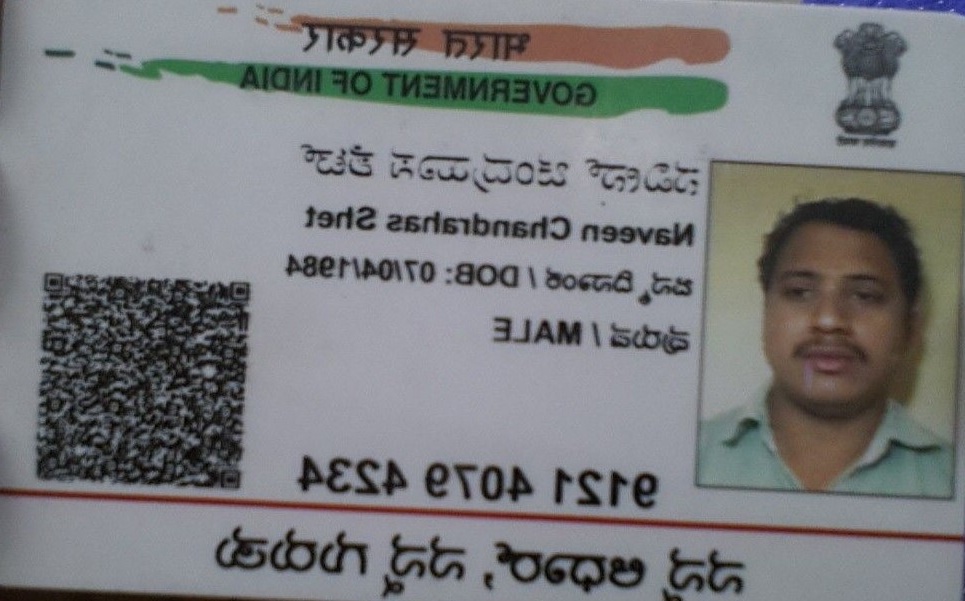 भारत सरकार
GOVERNMENT OF INDIA
ನವೀನ್ ಚಂದ್ರಹಾಸ ಶೇಟ್
Naveen Chandrahas Shet
ಜನ್ಮ ದಿನಾಂಕ / DOB: 07/04/1984
ಪುರುಷ / MALE
9121 4079 4234
ನನ್ನ ಆಧಾರ್, ನನ್ನ ಗುರುತು